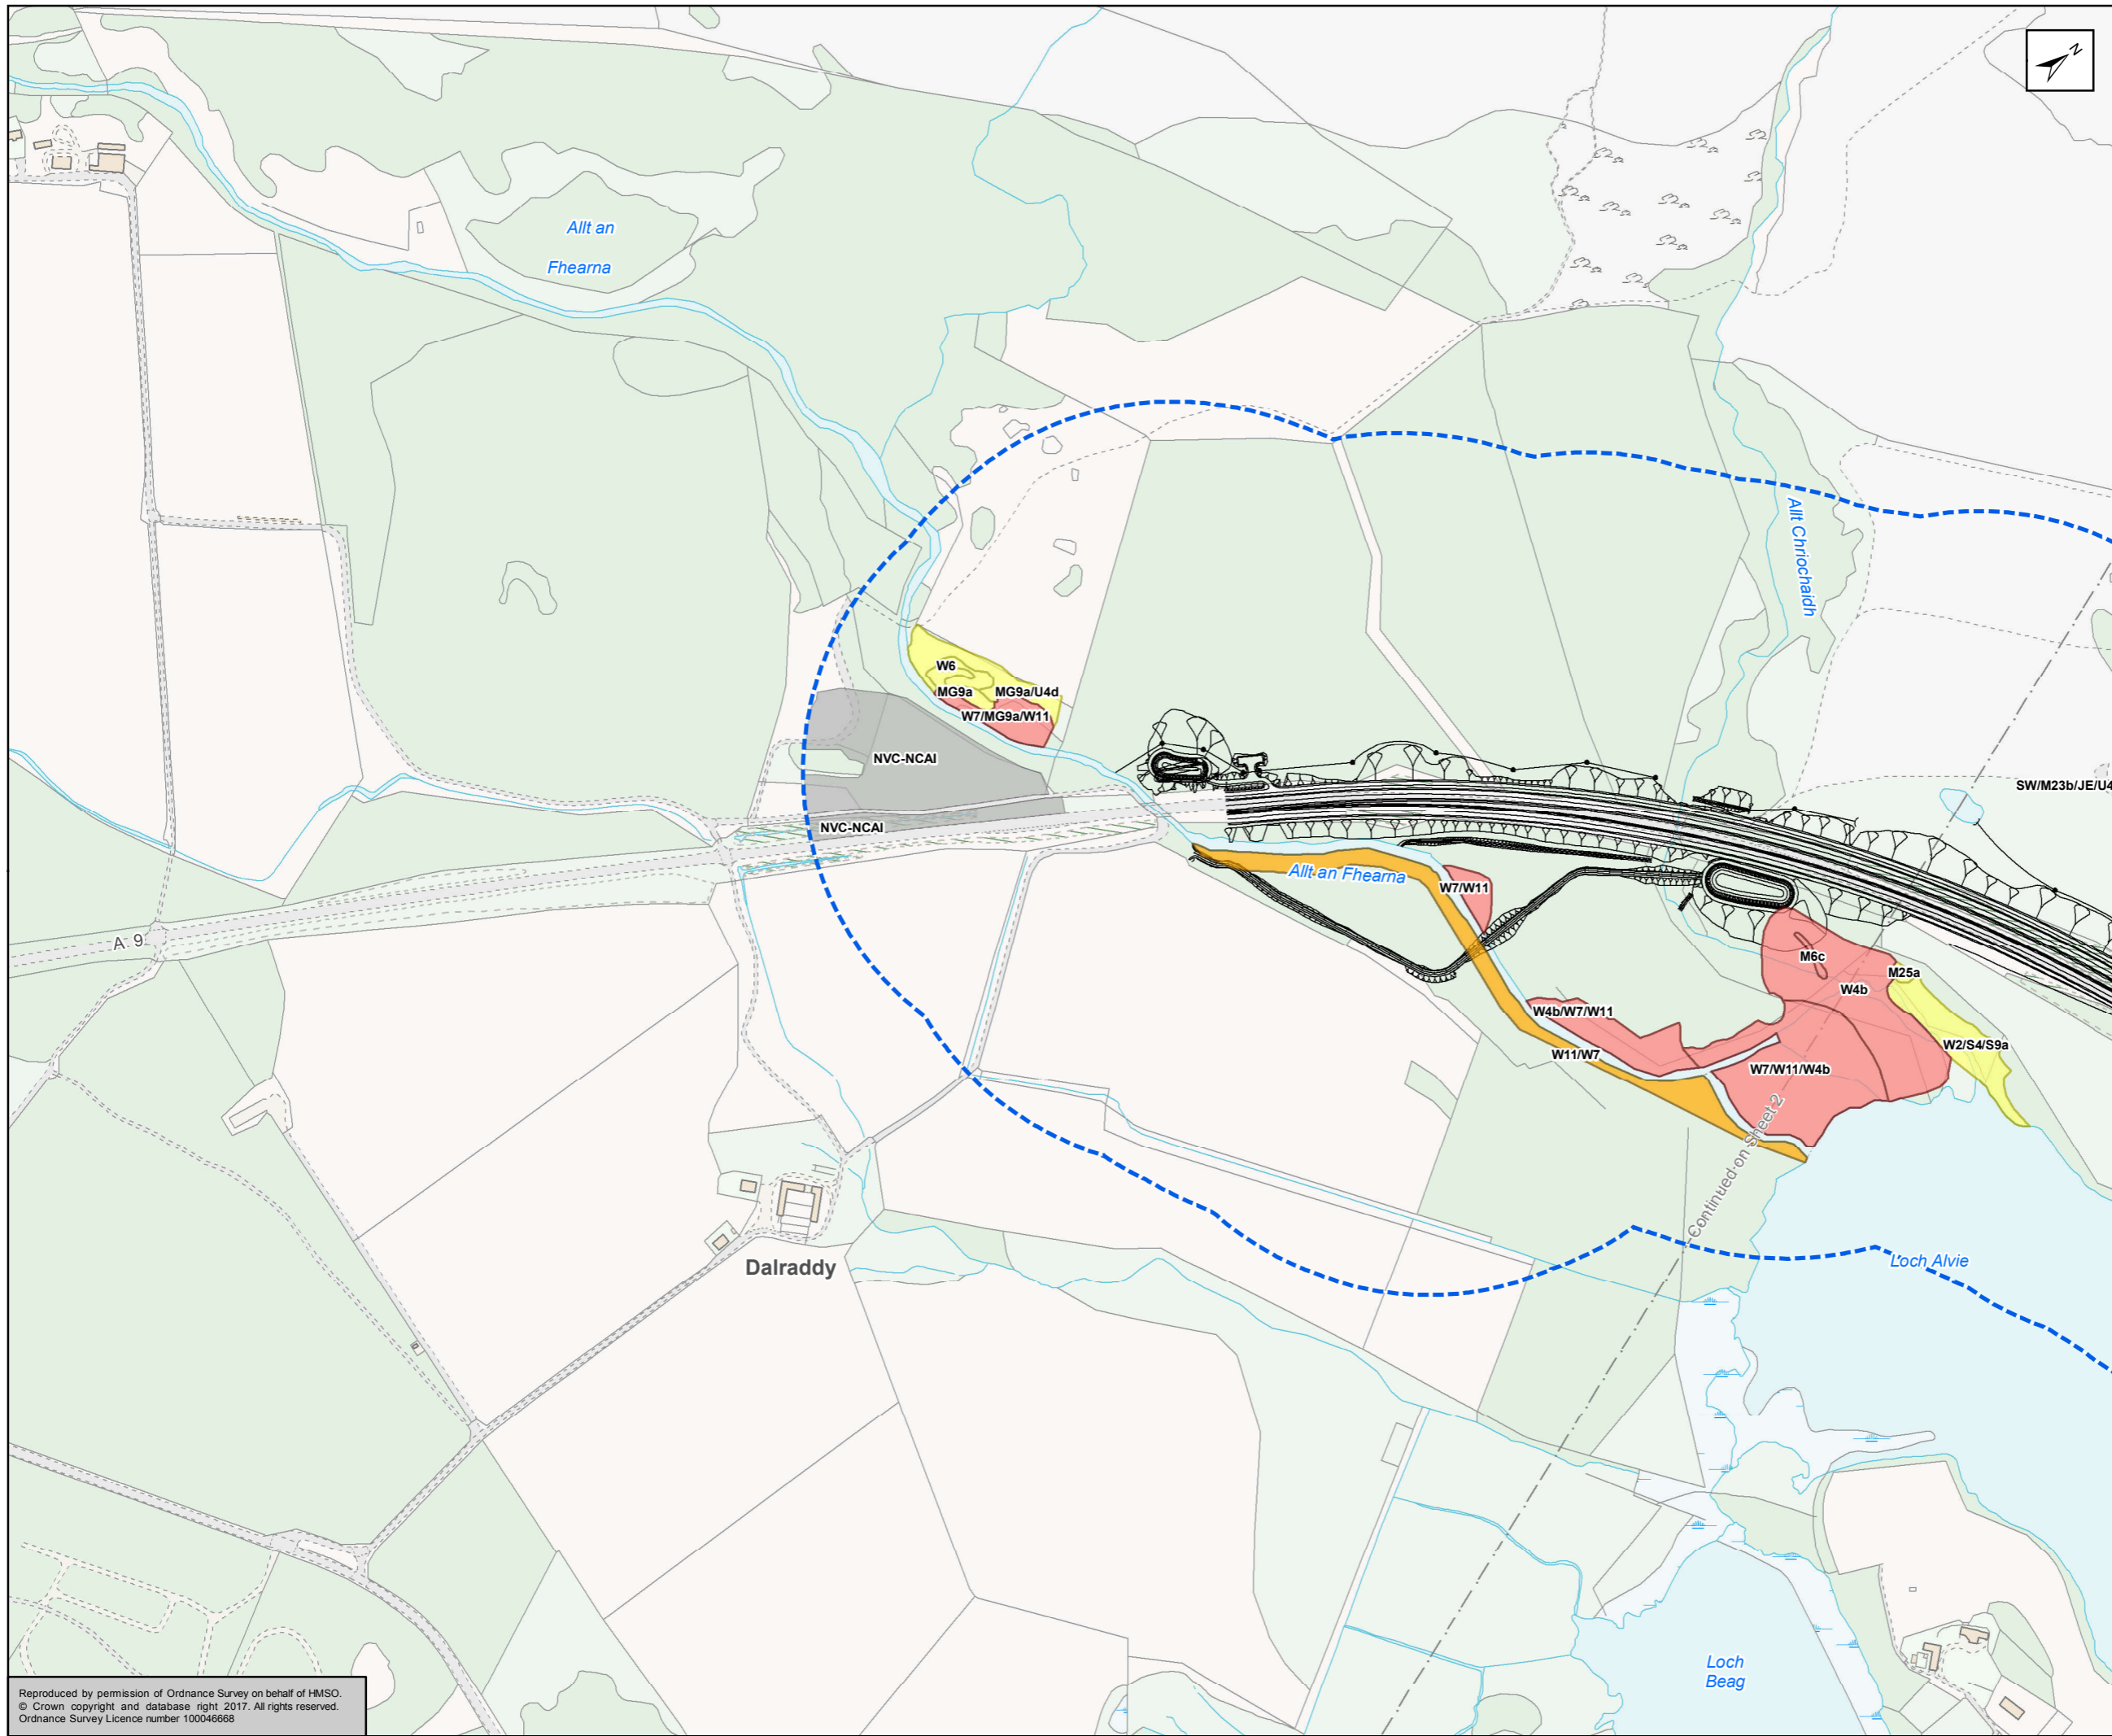 N
Allt an
Fhearna
Allt Chriochaidh
W6
MG9a
MG9a/U4d
W7/MG9a/W11
NVC-NCAI
SW/M23b/JE/U4
NVC-NCAI
Allt an Fhearna
W7/W11
A 9
M6c
M25a
W4b
W4b/W7/W11
W11/W7
W2/S4/S9a
W7/W11/W4b
Continued on Sheet 2
Loch Alvie
Dalraddy
Loch
Beag
Reproduced by permission of Ordnance Survey on behalf of HMSO.
© Crown copyright and database right 2017. All rights reserved.
Ordnance Survey Licence number 100046668